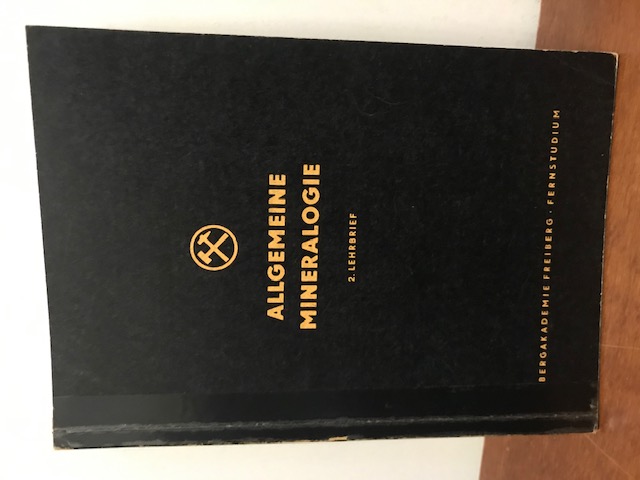 ALLGEMEINE
MINERALOGIE
2. LEHRBRIEF
BERGAKADEMIE FREIBERG · FERNSTUDIUM